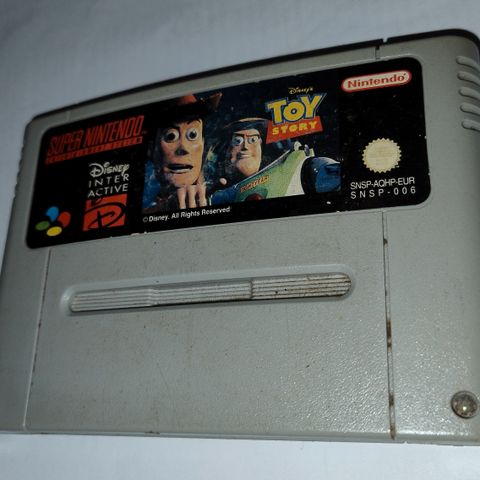 SUPER NINTENDO
ENTERTAINMENT SYSTEM
Disney
INTER
ACTIVE
© Disney. All Rights Reserved
Disney's
TOY
STORY
Nintendo
SNSP-AQHP-EUR
SNSP-006